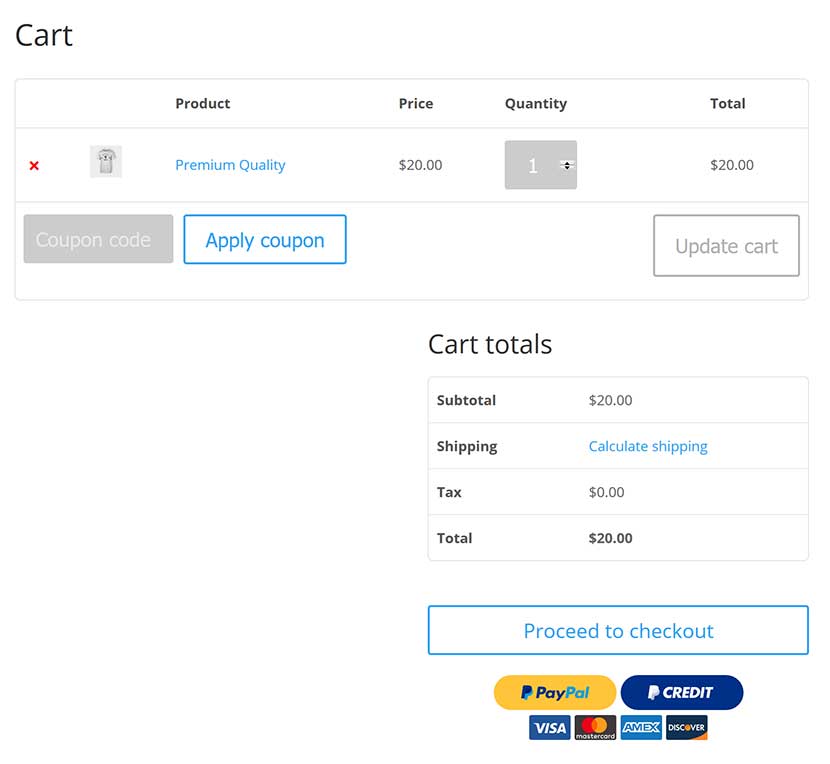 Cart
Product Price Quantity Total
× Premium Quality $20.00 1 $20.00
Coupon code Apply coupon Update cart
Cart totals
Subtotal $20.00
Shipping Calculate shipping
Tax $0.00
Total $20.00
Proceed to checkout
PayPal CREDIT
VISA mastercard AMEX DISCOVER